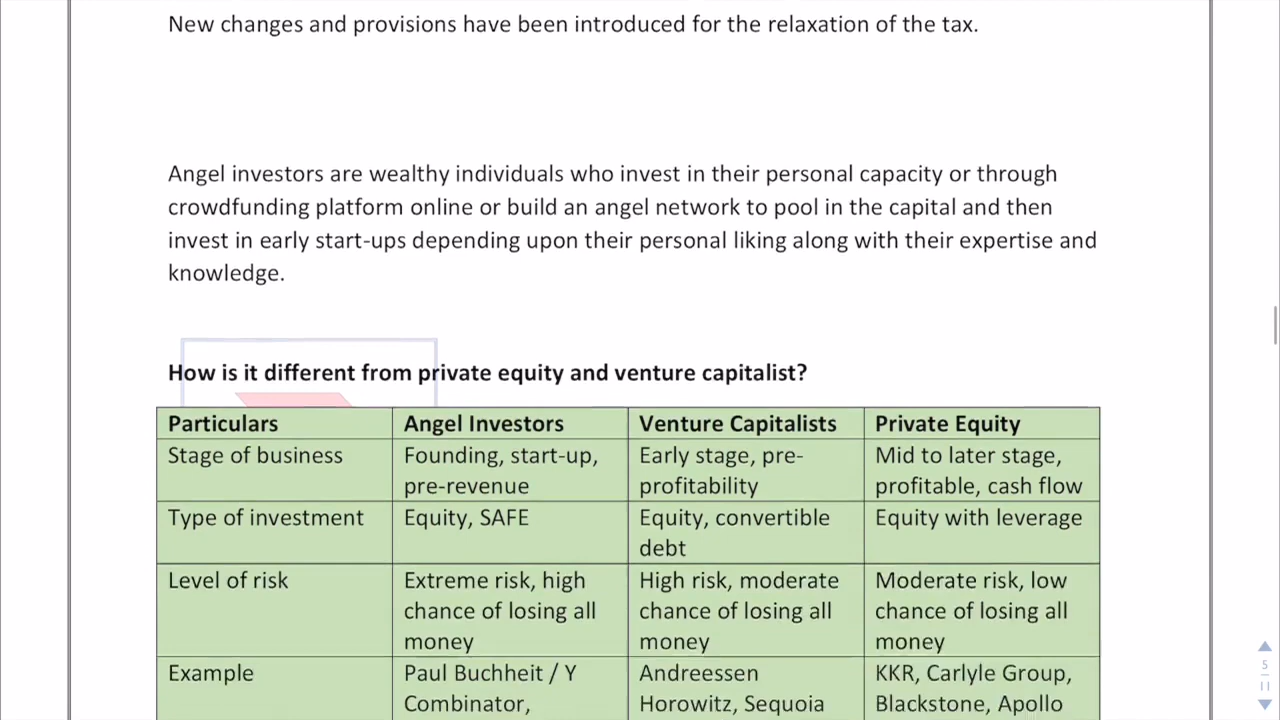 New changes and provisions have been introduced for the relaxation of the tax.
Angel investors are wealthy individuals who invest in their personal capacity or through
crowdfunding platform online or build an angel network to pool in the capital and then
invest in early start-ups depending upon their personal liking along with their expertise and
knowledge.
How is it different from private equity and venture capitalist?
Particulars Angel Investors Venture Capitalists Private Equity
Stage of business Founding, start-up, Early stage, pre- Mid to later stage,
pre-revenue profitability profitable, cash flow
Type of investment Equity, SAFE Equity, convertible Equity with leverage
debt
Level of risk Extreme risk, high High risk, moderate Moderate risk, low
chance of losing all chance of losing all chance of losing all
money money money
Example Paul Buchheit / Y Andreessen KKR, Carlyle Group,
Combinator, Horowitz, Sequoia Blackstone, Apollo
5
11